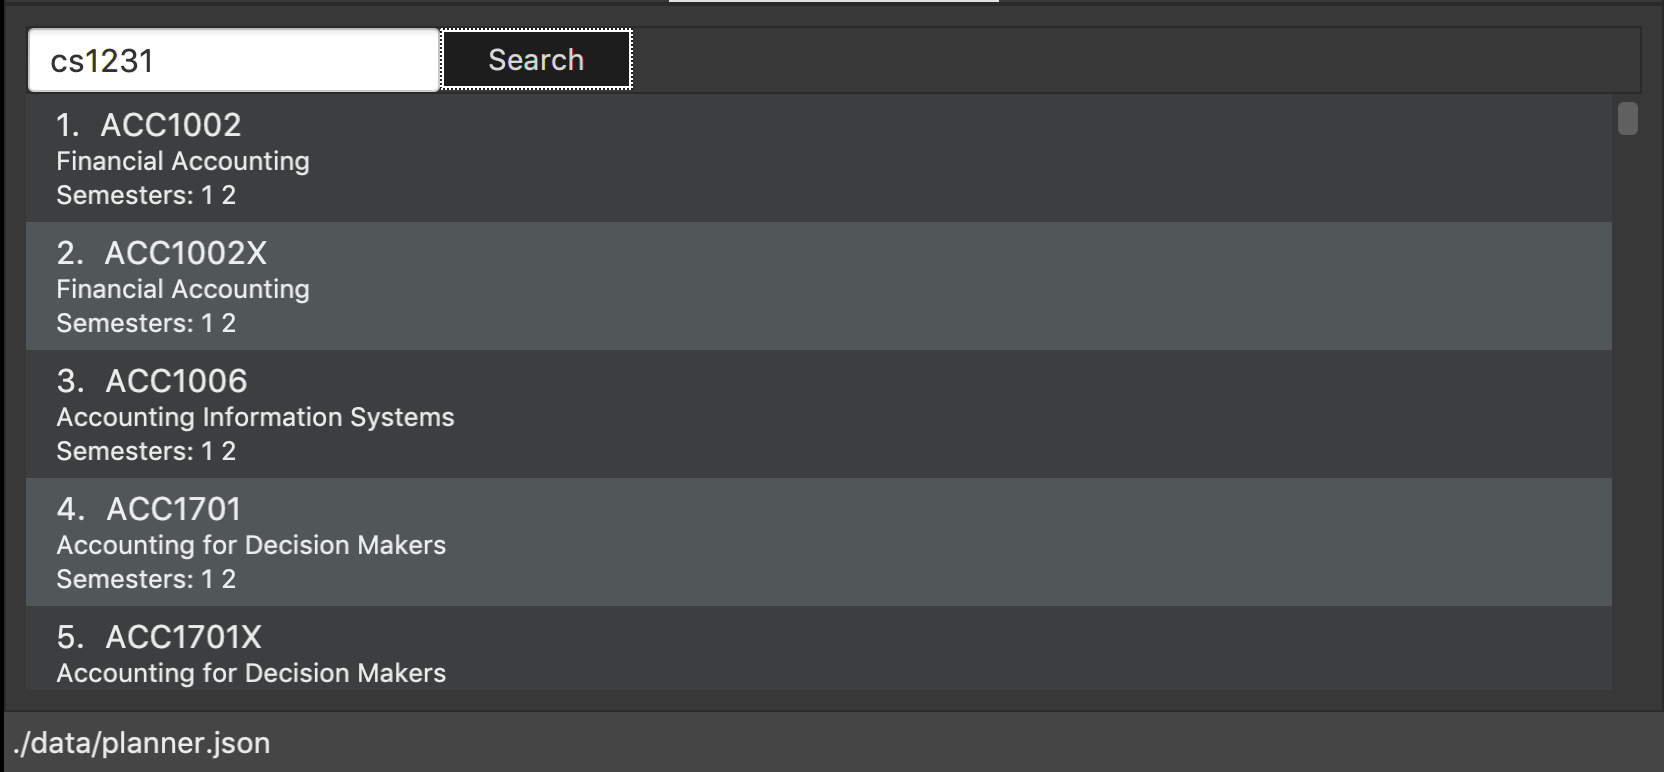 cs1231 Search
1. ACC1002
Financial Accounting
Semesters: 1 2
2. ACC1002X
Financial Accounting
Semesters: 1 2
3. ACC1006
Accounting Information Systems
Semesters: 1 2
4. ACC1701
Accounting for Decision Makers
Semesters: 1 2
5. ACC1701X
Accounting for Decision Makers
./data/planner.json